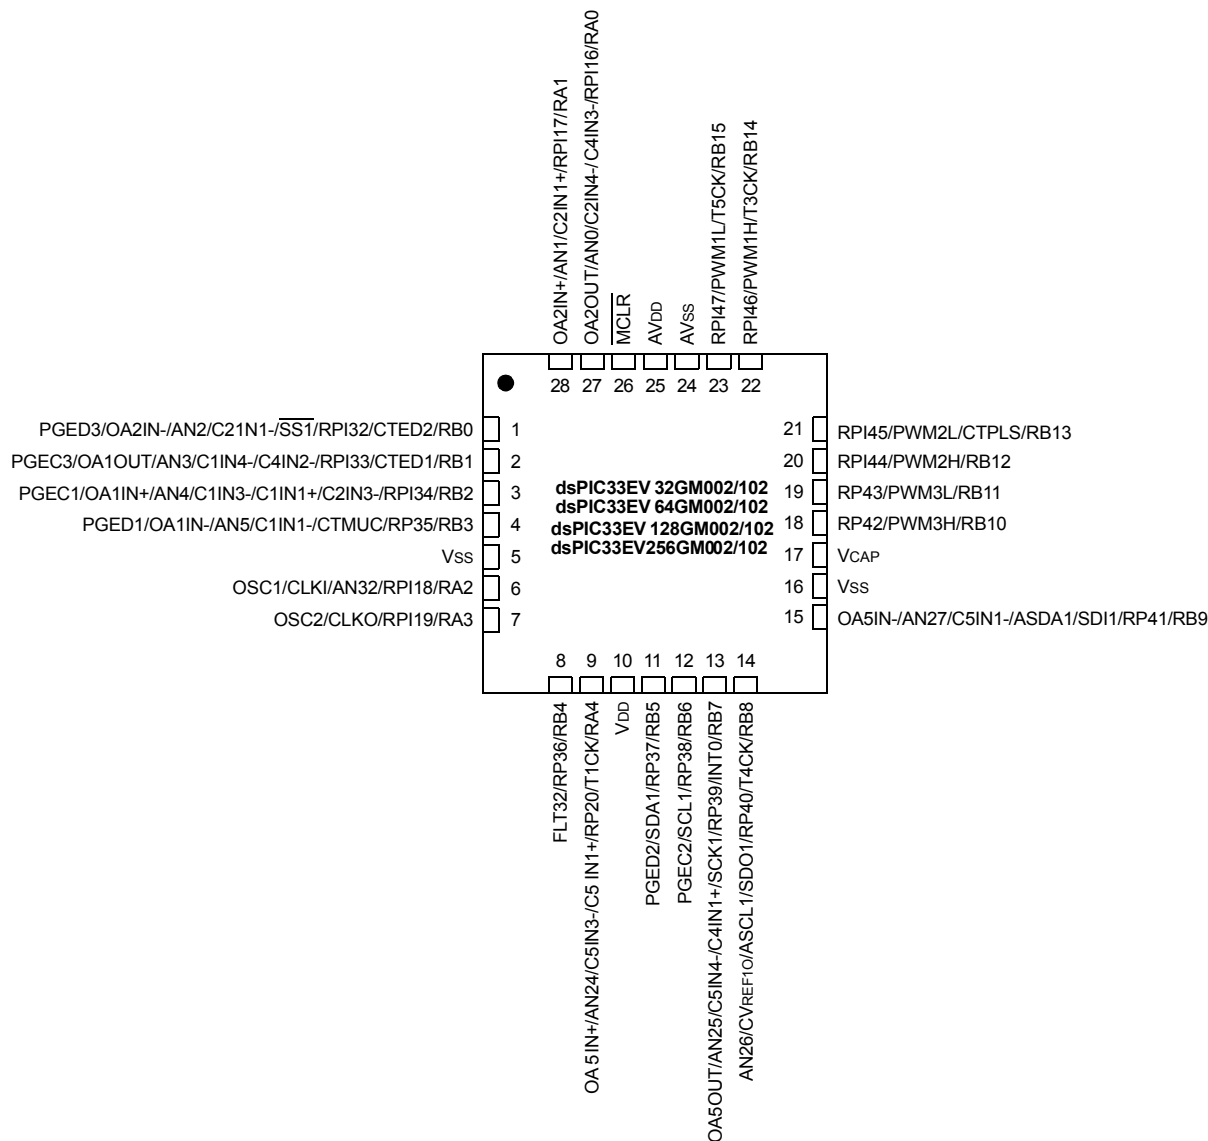 OA2IN+/AN1/C2IN1+/RPI17/RA1
OA2OUT/AN0/C2IN4-/C4IN3-/RPI16/RA0
MCLR
AVDD
AVSS
RPI47/PWM1L/T5CK/RB15
RPI46/PWM1H/T3CK/RB14
28 27 26 25 24 23 22
PGED3/OA2IN-/AN2/C21N1-/SS1/RPI32/CTED2/RB0 1
PGEC3/OA1OUT/AN3/C1IN4-/C4IN2-/RPI33/CTED1/RB1 2
PGEC1/OA1IN+/AN4/C1IN3-/C1IN1+/C2IN3-/RPI34/RB2 3
PGED1/OA1IN-/AN5/C1IN1-/CTMUC/RP35/RB3 4
VSS 5
OSC1/CLKI/AN32/RPI18/RA2 6
OSC2/CLKO/RPI19/RA3 7
dsPIC33EV 32GM002/102
dsPIC33EV 64GM002/102
dsPIC33EV 128GM002/102
dsPIC33EV256GM002/102
21 RPI45/PWM2L/CTPLS/RB13
20 RPI44/PWM2H/RB12
19 RP43/PWM3L/RB11
18 RP42/PWM3H/RB10
17 VCAP
16 VSS
15 OA5IN-/AN27/C5IN1-/ASDA1/SDI1/RP41/RB9
8 9 10 11 12 13 14
FLT32/RP36/RB4
OA5IN+/AN24/C5IN3-/C5 IN1+/RP20/T1CK/RA4
VDD
PGED2/SDA1/RP37/RB5
PGEC2/SCL1/RP38/RB6
OA5OUT/AN25/C5IN4-/C4IN1+/SCK1/RP39/INT0/RB7
AN26/CVREF1O/ASCL1/SDO1/RP40/T4CK/RB8